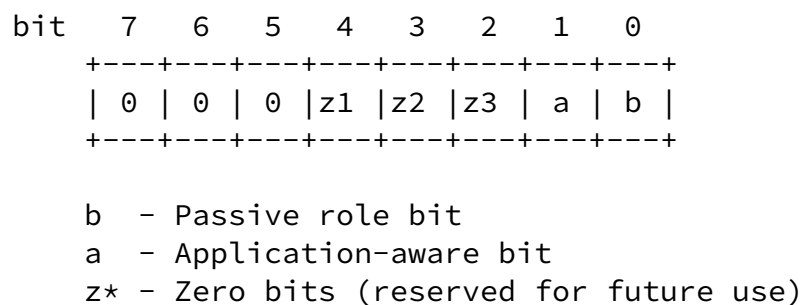 bit 7 6 5 4 3 2 1 0
+---+---+---+---+---+---+---+---+
| 0 | 0 | 0 |z1 |z2 |z3 | a | b |
+---+---+---+---+---+---+---+---+
b - Passive role bit
a - Application-aware bit
z* - Zero bits (reserved for future use)